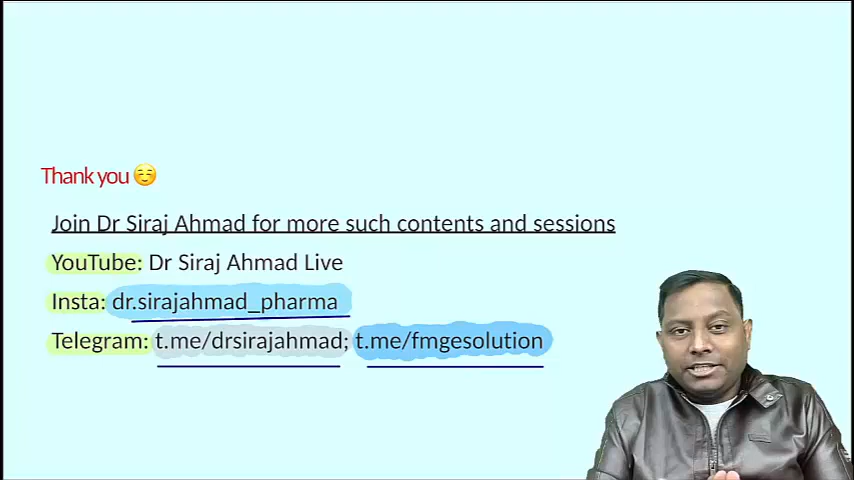 Thank you ☺️
Join Dr Siraj Ahmad for more such contents and sessions
YouTube: Dr Siraj Ahmad Live
Insta: dr.sirajahmad_pharma
Telegram: t.me/drsirajahmad; t.me/fmgesolution